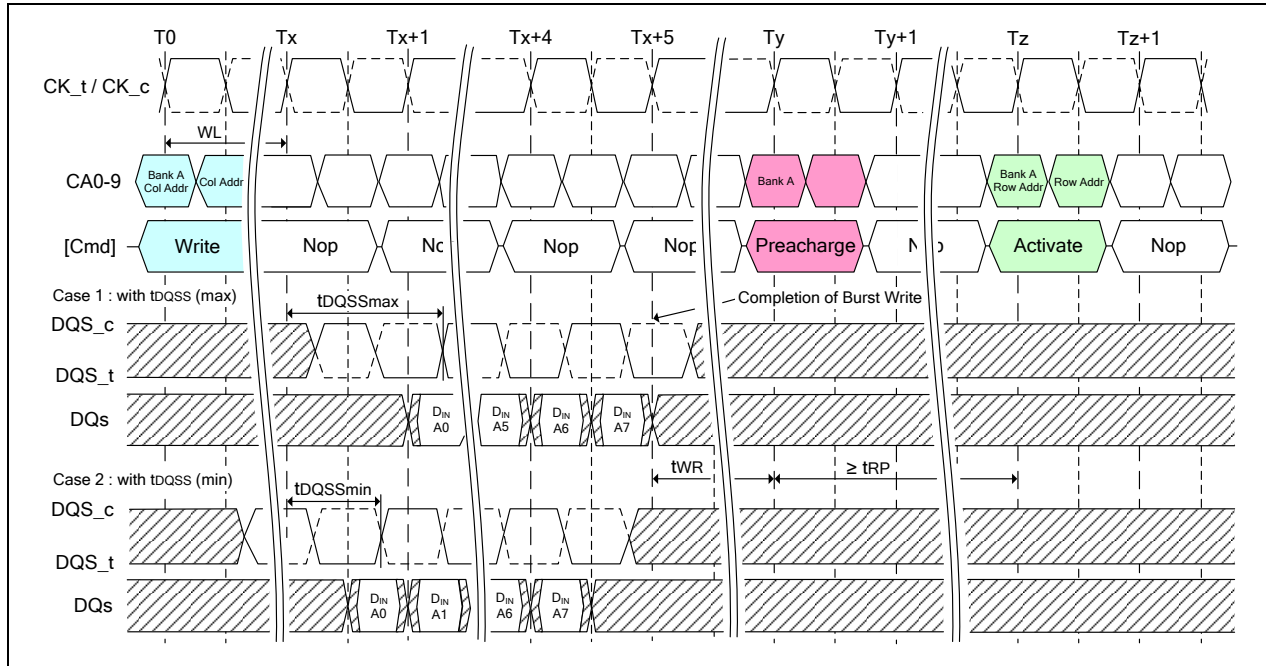 T0 Tx Tx+1 Tx+4 Tx+5 Ty Ty+1 Tz Tz+1
CK_t / CK_c
WL
CA0-9 Bank A Col Addr Col Addr Bank A Bank A Row Addr Row Addr
[Cmd] Write Nop Nop Nop Preacharge Activate Nop
Case 1 : with tDQSS (max)
tDQSSmax
Completion of Burst Write
DQS_c
DQS_t
DQs DIN A0 DIN A5 DIN A6 DIN A7
Case 2 : with tDQSS (min)
tDQSSmin
tWR
≥ tRP
DQS_c
DQS_t
DQs DIN A0 DIN A1 DIN A6 DIN A7